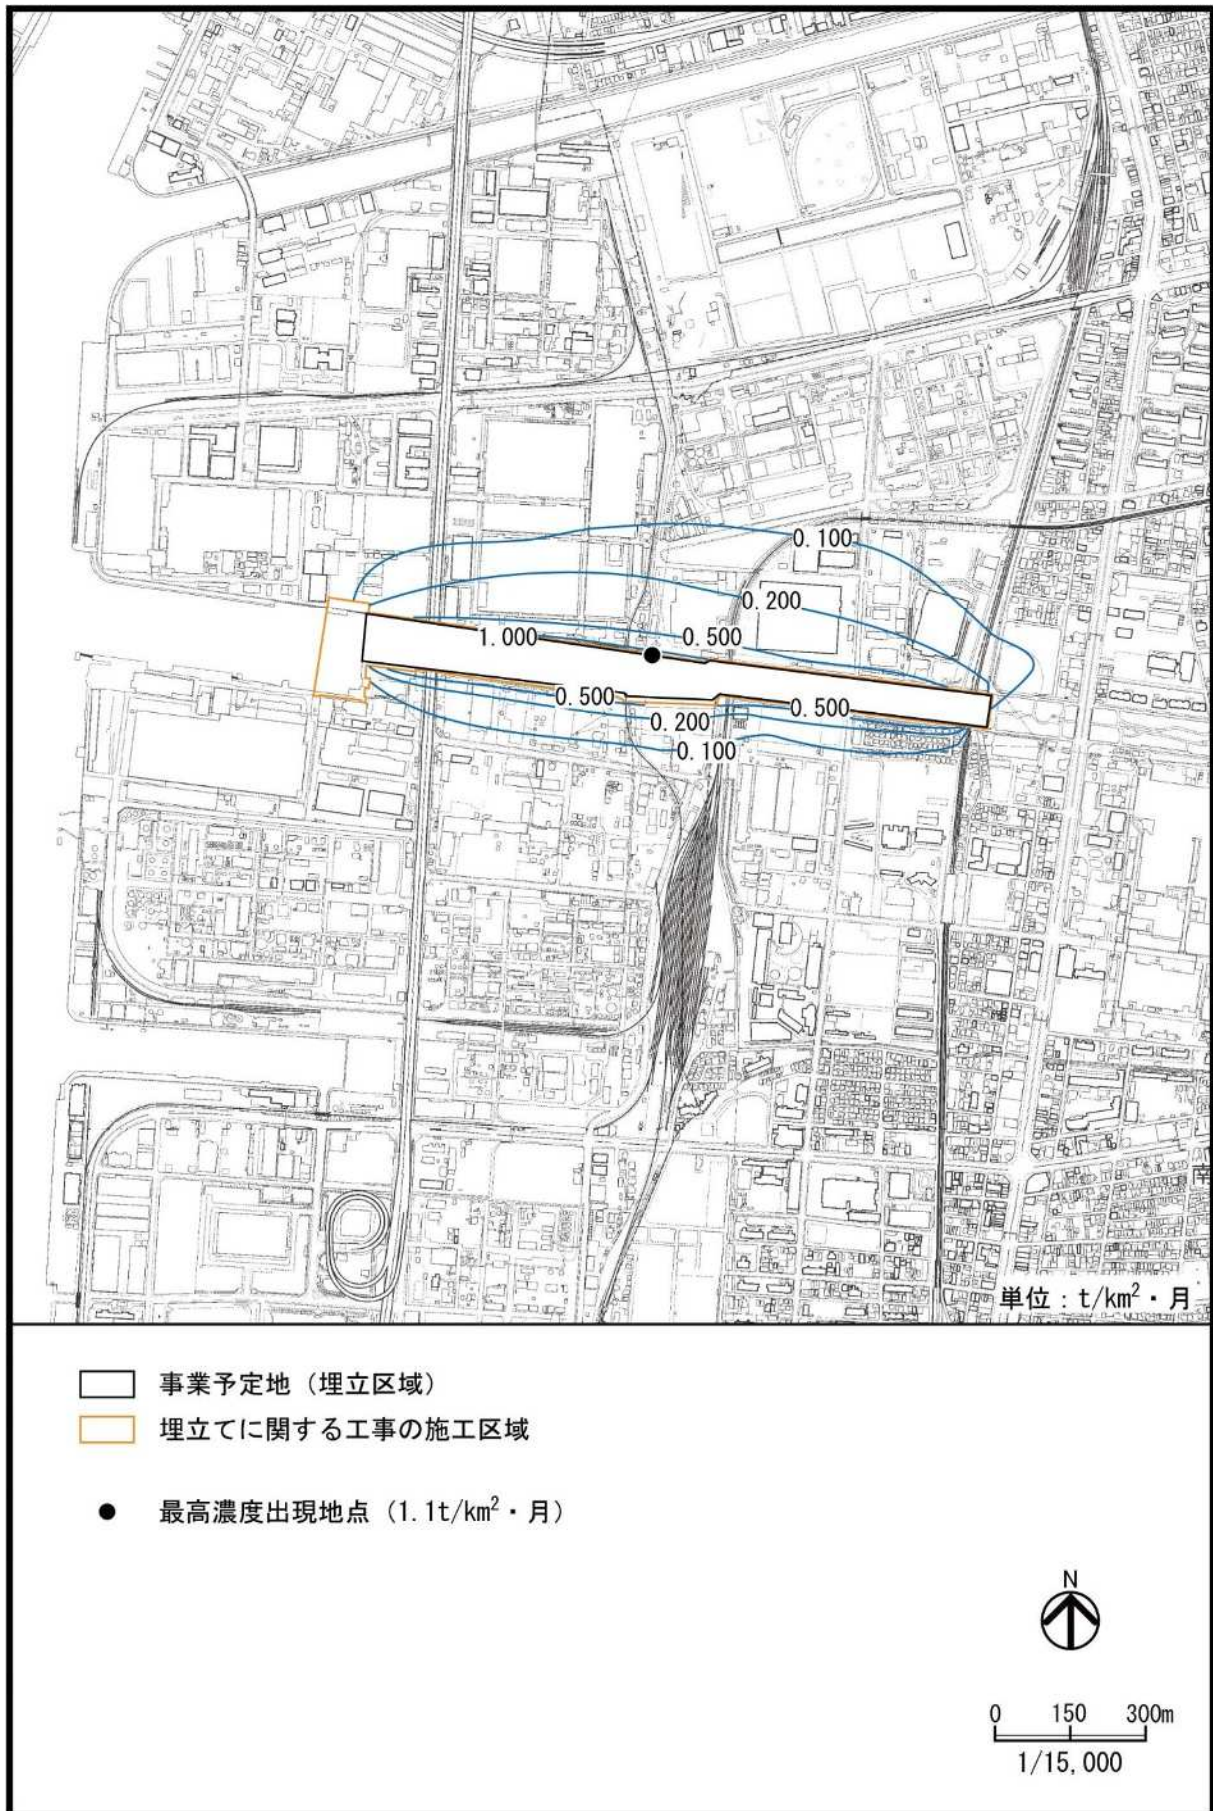 0.100
0.200
1.000
0.500
0.500
0.500
0.200
0.100
南
単位：t/km²・月
事業予定地（埋立区域）
埋立てに関する工事の施工区域
最高濃度出現地点（1.1t/km²・月）
N
0 150 300m
1/15,000